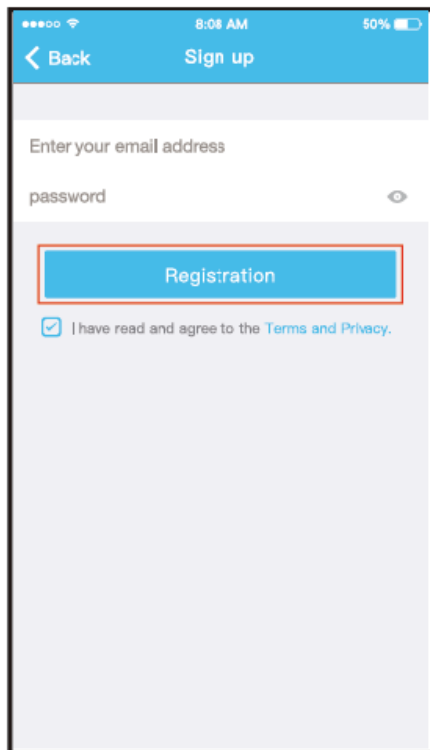 8:08 AM
50%
Back
Sign up
Enter your email address
password
Registration
I have read and agree to the Terms and Privacy.